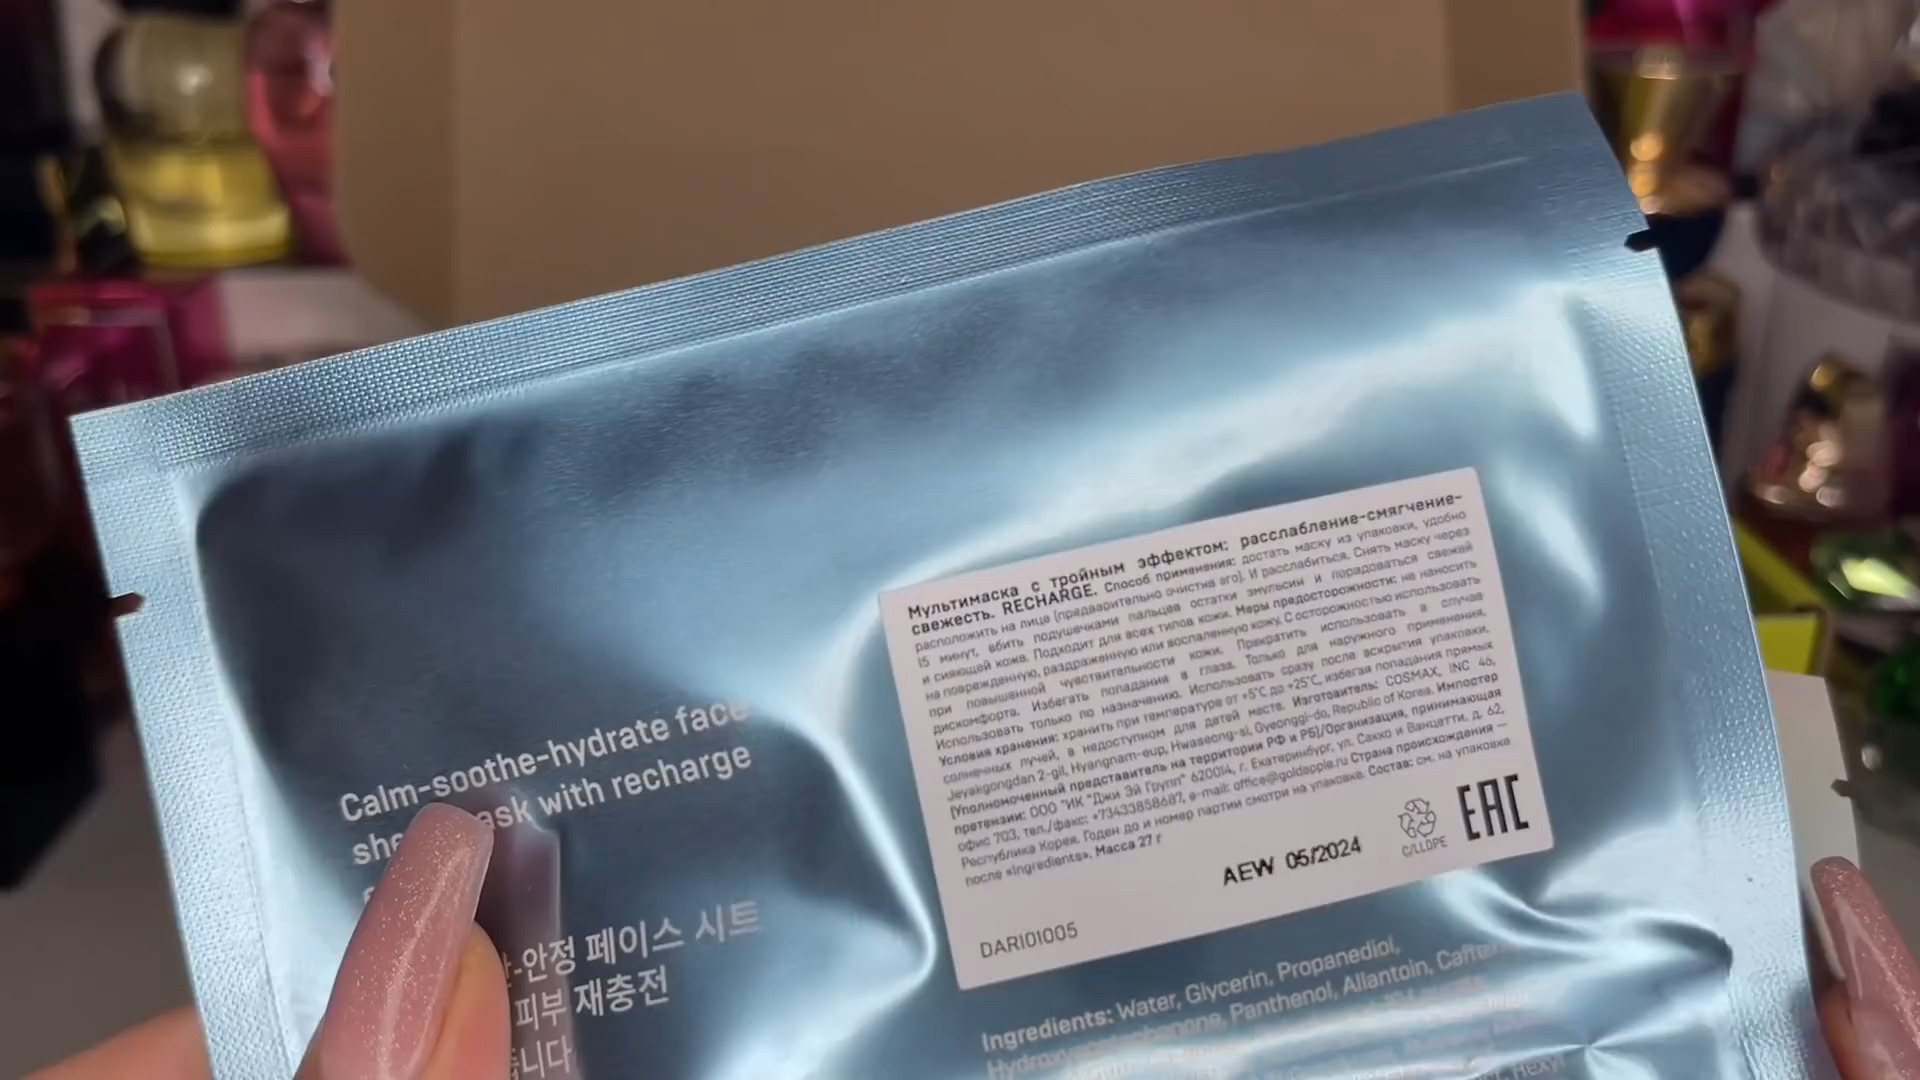 Calm-soothe-hydrate face
ask with recharge
-안정 페이스 시트
피부 재충전
습니다
Мультимаска с тройным эффектом: расслабление-смягчение-
свежесть. RECHARGE. Способ применения: достать маску из упаковки, удобно
расположить на лице (предварительно очистив его). И расслабиться. Снять маску через
15 минут, вбить подушечками пальцев остатки эмульсии и порадоваться свежей
и сияющей коже. Подходит для всех типов кожи. Меры предосторожности: не наносить
на поврежденную, раздраженную или воспаленную кожу. С осторожностью использовать
при повышенной чувствительности кожи. Прекратить использовать в случае
дискомфорта. Избегать попадания в глаза. Только для наружного применения.
Использовать только по назначению. Использовать сразу после вскрытия упаковки.
Условия хранения: хранить при температуре от +5°C до +25°C, избегая попадания прямых
солнечных лучей, в недоступном для детей месте. Изготовитель: COSMAX, INC 46,
Jeyakgongdan 2-gil, Hyangnam-eup, Hwaseong-si, Gyeonggi-do, Republic of Korea. Импортер
(Уполномоченный представитель на территории РФ и РБ)/Организация, принимающая
претензии: ООО "ИК "Джи Эй Групп" 620014, г. Екатеринбург, ул. Сакко и Ванцетти, д. 62,
офис 703, тел./факс: +73433858687, e-mail: office@goldapple.ru Страна происхождения —
Республика Корея. Годен до и номер партии смотри на упаковке. Состав: см. на упаковке
после «Ingredients». Масса 27 г
AEW 05/2024
C/LLDPE
EAC
DAR101005
Ingredients: Water, Glycerin, Propanediol,
Panthenol, Allantoin,